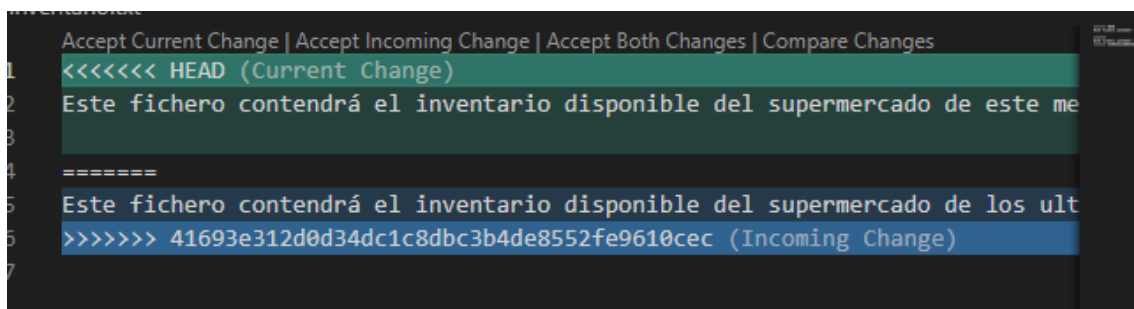 Accept Current Change | Accept Incoming Change | Accept Both Changes | Compare Changes
1 <<<<<<< HEAD (Current Change)
2 Este fichero contendrá el inventario disponible del supermercado de este me
3
4 =======
5 Este fichero contendrá el inventario disponible del supermercado de los ult
6 >>>>>>> 41693e312d0d34dc1c8dbc3b4de8552fe9610cec (Incoming Change)
7